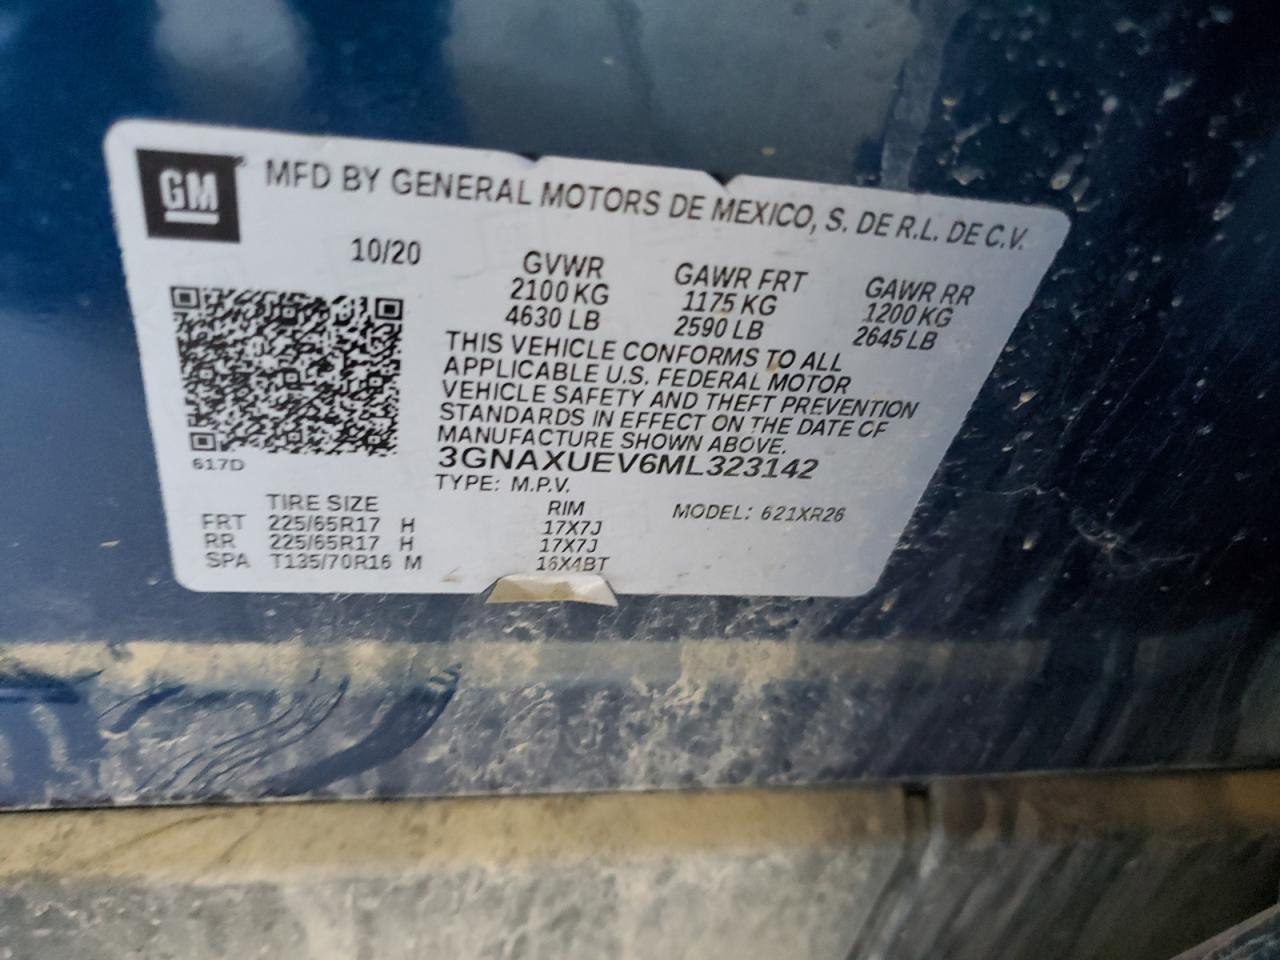 GM
MFD BY GENERAL MOTORS DE MEXICO, S. DE R.L. DE C.V.
10/20
GVWR
2100 KG
4630 LB
GAWR FRT
1175 KG
2590 LB
GAWR RR
1200 KG
2645 LB
THIS VEHICLE CONFORMS TO ALL
APPLICABLE U.S. FEDERAL MOTOR
VEHICLE SAFETY AND THEFT PREVENTION
STANDARDS IN EFFECT ON THE DATE OF
MANUFACTURE SHOWN ABOVE.
3GNAXUEV6ML323142
617D
TYPE: M.P.V.
TIRE SIZE RIM MODEL: 621XR26
FRT 225/65R17 H 17X7J
RR 225/65R17 H 17X7J
SPA T135/70R16 M 16X4BT